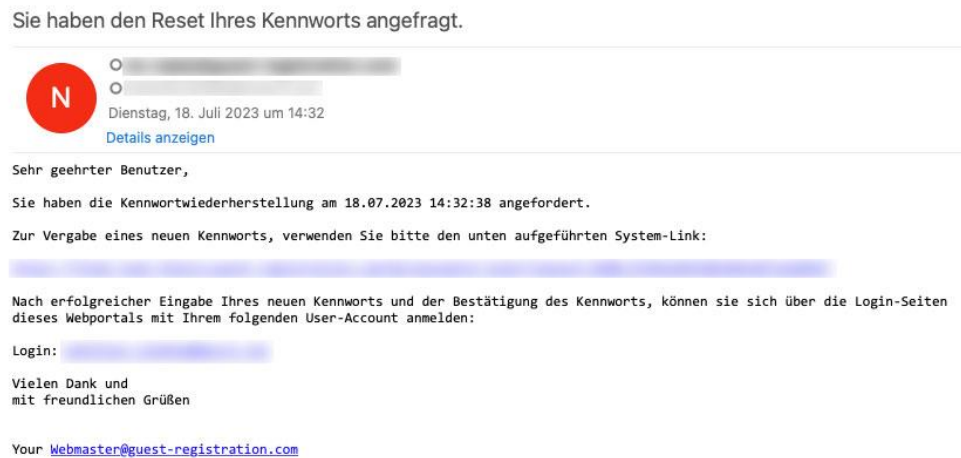 Sie haben den Reset Ihres Kennworts angefragt.
N
Dienstag, 18. Juli 2023 um 14:32
Details anzeigen
Sehr geehrter Benutzer,
Sie haben die Kennwortwiederherstellung am 18.07.2023 14:32:38 angefordert.
Zur Vergabe eines neuen Kennworts, verwenden Sie bitte den unten aufgeführten System-Link:
Nach erfolgreicher Eingabe Ihres neuen Kennworts und der Bestätigung des Kennworts, können sie sich über die Login-Seiten
dieses Webportals mit Ihrem folgenden User-Account anmelden:
Login:
Vielen Dank und
mit freundlichen Grüßen
Your Webmaster@guest-registration.com